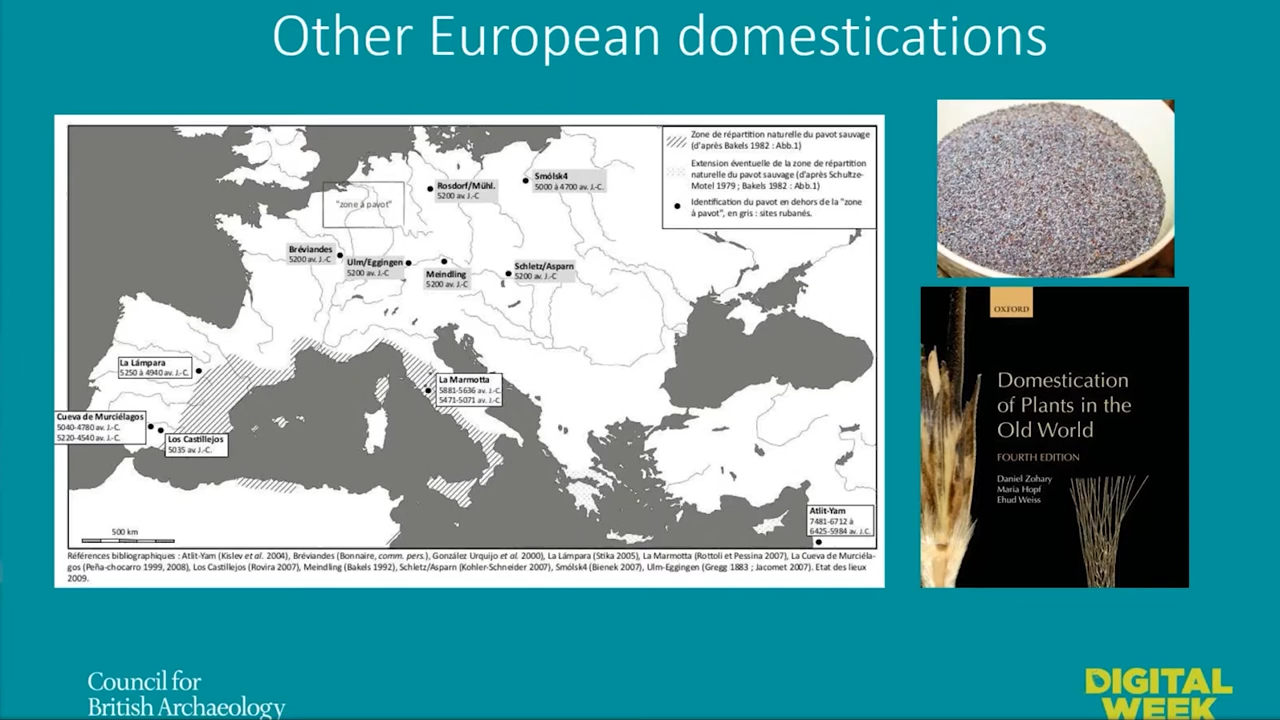 Other European domestications
Zone de répartition naturelle du pavot sauvage
(d'après Bakels 1982 : Abb.1)
Extension éventuelle de la zone de répartition
naturelle du pavot sauvage (d'après Schultze-
Motel 1979 ; Bakels 1982 : Abb.1)
Identification du pavot en dehors de la "zone
à pavot", en gris : sites rubanés.
Smólsk4
5000 à 4700 av. J.-C.
Rosdorf/Mühl.
5200 av. J.-C
"zone à pavot"
Bréviandes
5200 av. J.-C
Ulm/Eggingen
5200 av. J.-C
Meindling
5200 av. J.-C
Schletz/Asparn
5200 av. J.-C
La Lámpara
5250 à 4940 av. J.-C.
La Marmotta
5881-5636 av. J.-C.
5471-5071 av. J.-C.
Cueva de Murciélagos
5040-4780 av. J.-C.
5220-4540 av. J.-C.
Los Castillejos
5035 av. J.-C.
Atlit-Yam
7481-6712 à
6425-5984 av. J.C.
500 km
Références bibliographiques : Atlit-Yam (Kislev et al. 2004), Bréviandes (Bonnaire, comm. pers.), González Urquijo et al. 2000), La Lámpara (Stika 2005), La Marmotta (Rottoli et Pessina 2007), La Cueva de Murciéla-
gos (Peña-chocarro 1999, 2008), Los Castillejos (Rovira 2007), Meindling (Bakels 1992), Schletz/Asparn (Kohler-Schneider 2007), Smólsk4 (Bienek 2007), Ulm-Eggingen (Gregg 1883 ; Jacomet 2007). Etat des lieux
2009.
OXFORD
Domestication
of Plants in the
Old World
FOURTH EDITION
Daniel Zohary
Maria Hopf
Ehud Weiss
Council for
British Archaeology
DIGITAL
WEEK